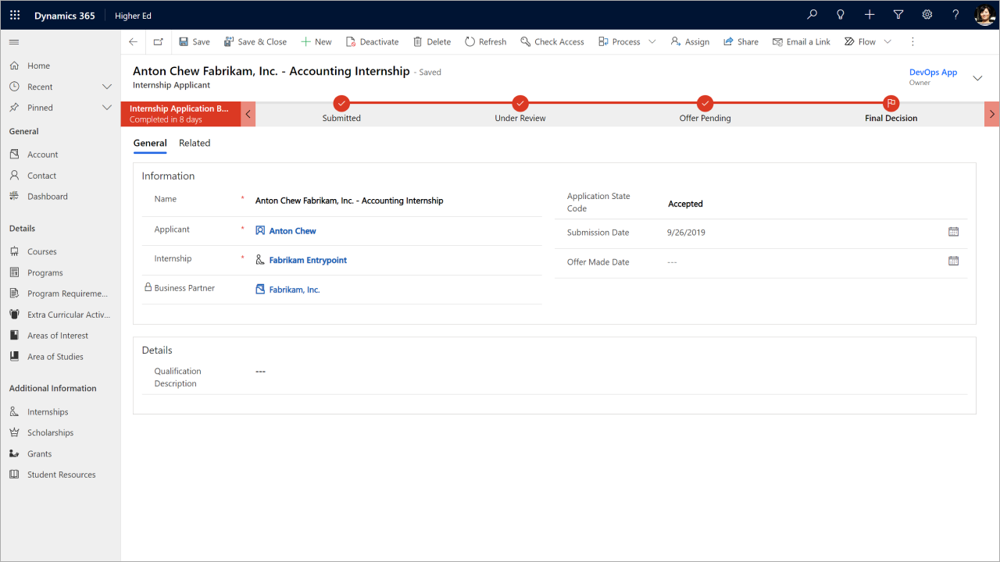 Dynamics 365
Higher Ed
Save
Save & Close
New
Deactivate
Delete
Refresh
Check Access
Process
Assign
Share
Email a Link
Flow
Home
Recent
Pinned
General
Account
Contact
Dashboard
Details
Courses
Programs
Program Requireme...
Extra Curricular Activ...
Areas of Interest
Area of Studies
Additional Information
Internships
Scholarships
Grants
Student Resources
Anton Chew Fabrikam, Inc. - Accounting Internship - Saved
Internship Applicant
DevOps App
Owner
Internship Application B...
Completed in 8 days
Submitted
Under Review
Offer Pending
Final Decision
General
Related
Information
Name * Anton Chew Fabrikam, Inc. - Accounting Internship
Applicant * Anton Chew
Internship * Fabrikam Entrypoint
Business Partner Fabrikam, Inc.
Application State
Code
Accepted
Submission Date 9/26/2019
Offer Made Date ---
Details
Qualification
Description
---